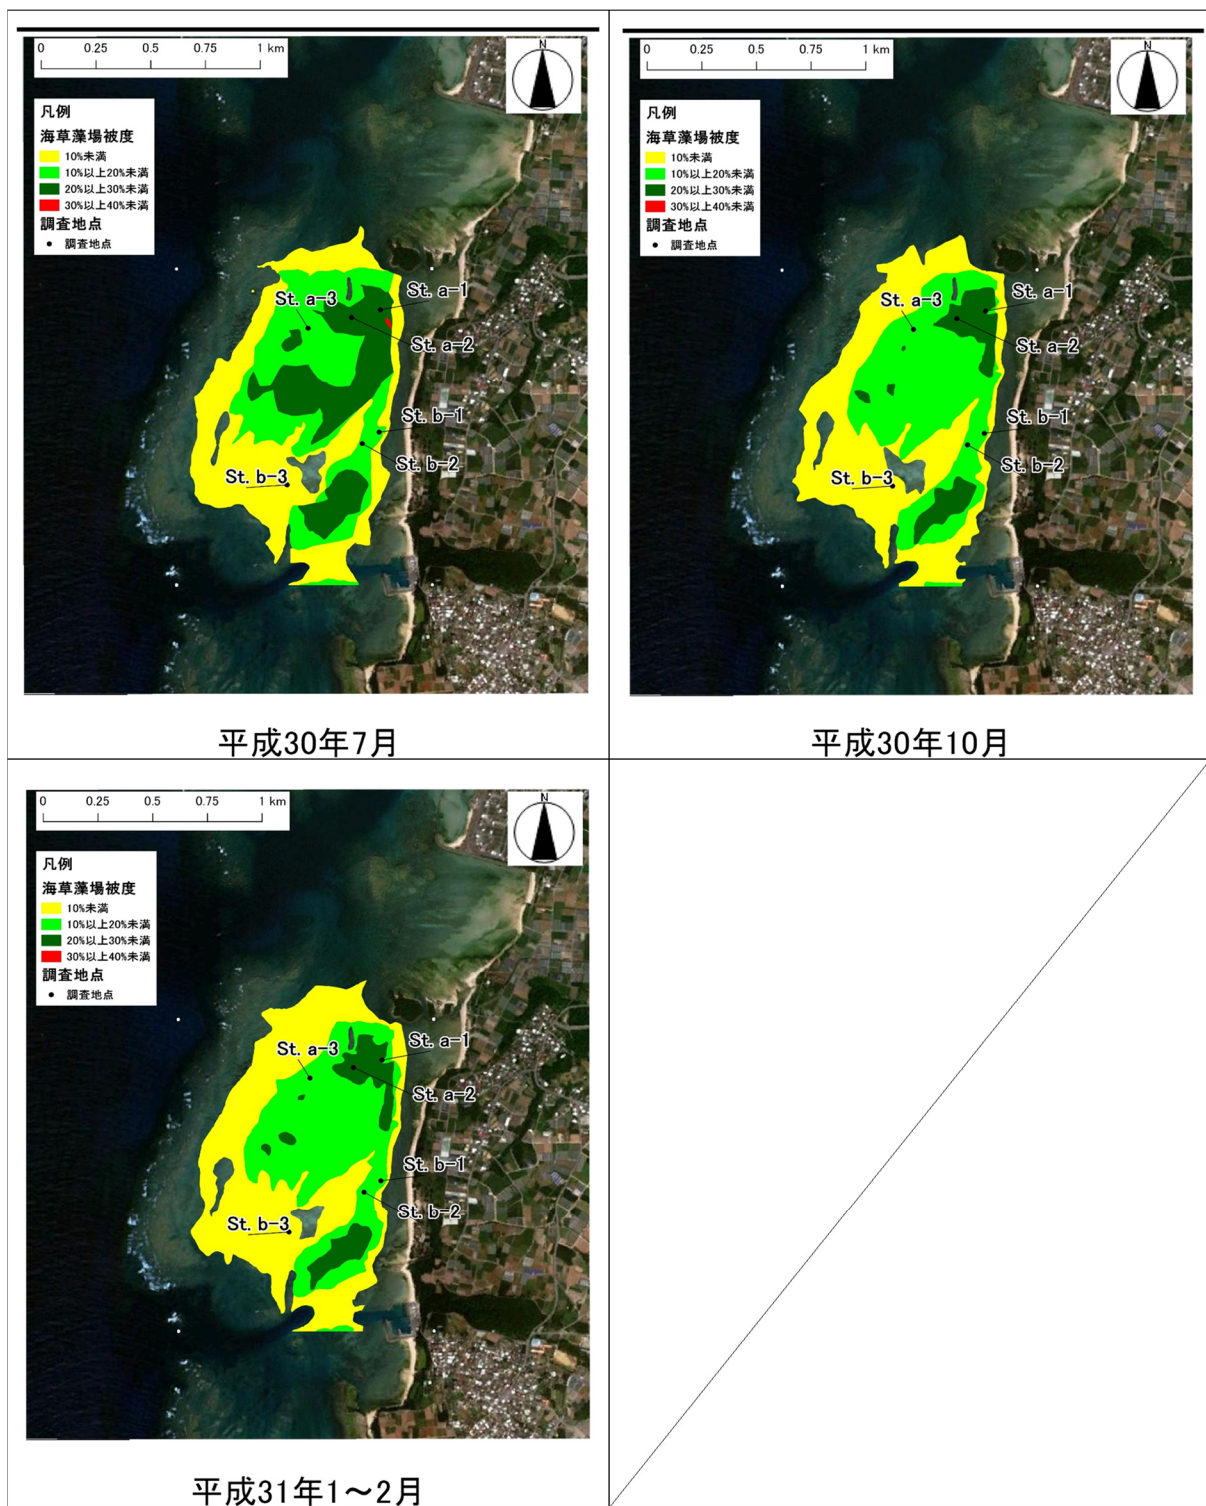 0 0.25 0.5 0.75 1 km
N
凡例
海草藻場被度
10%未満
10%以上20%未満
20%以上30%未満
30%以上40%未満
調査地点
調査地点
St. a-3
St. a-1
St. a-2
St. b-1
St. b-2
St. b-3
平成30年7月
0 0.25 0.5 0.75 1 km
N
凡例
海草藻場被度
10%未満
10%以上20%未満
20%以上30%未満
30%以上40%未満
調査地点
調査地点
St. a-3
St. a-1
St. a-2
St. b-1
St. b-2
St. b-3
平成30年10月
0 0.25 0.5 0.75 1 km
N
凡例
海草藻場被度
10%未満
10%以上20%未満
20%以上30%未満
30%以上40%未満
調査地点
調査地点
St. a-3
St. a-1
St. a-2
St. b-1
St. b-2
St. b-3
平成31年1～2月